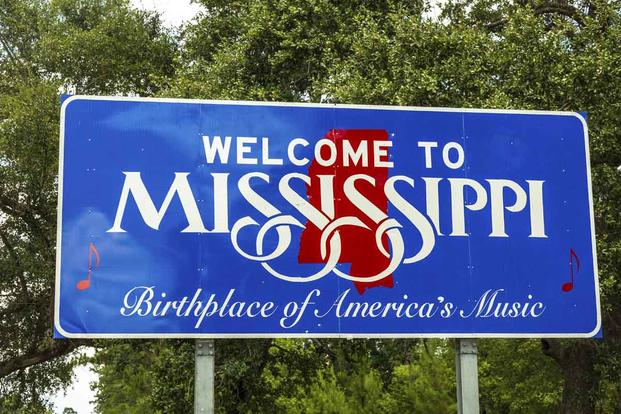 WELCOME TO
MISSISSIPPI
Birthplace of America's Music